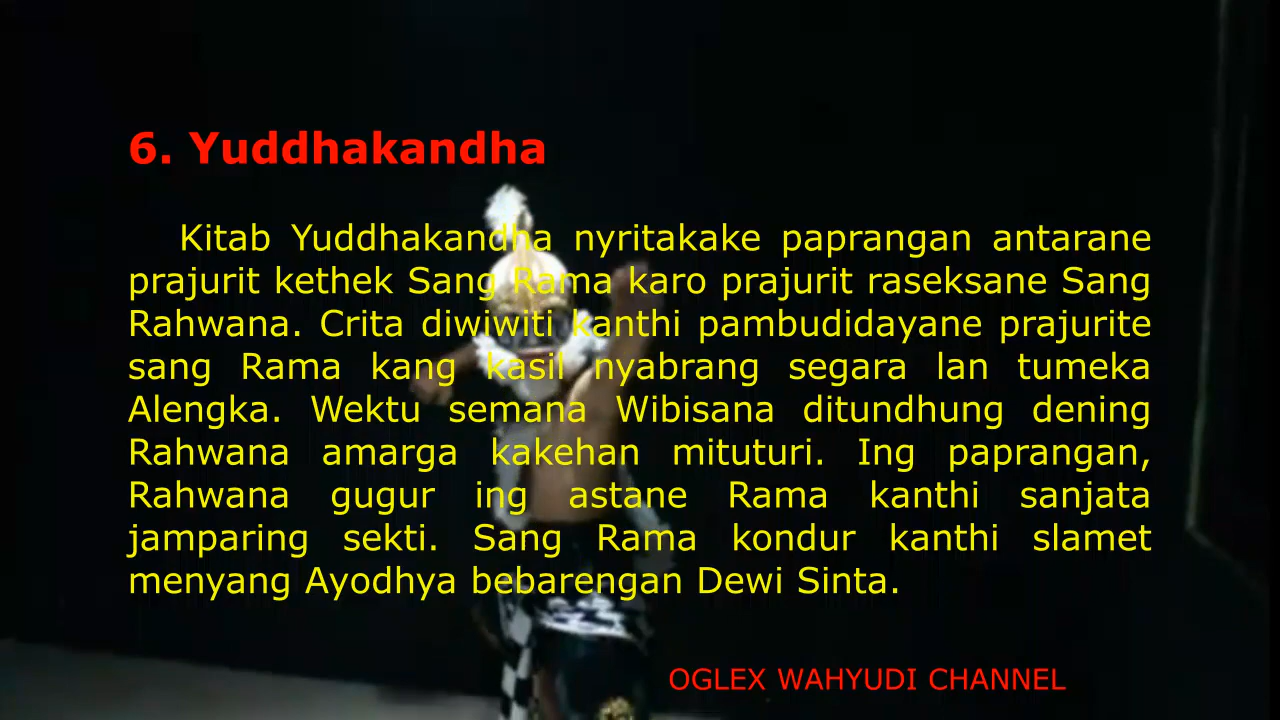 6. Yuddhakandha
Kitab Yuddhakandha nyritakake paprangan antarane
prajurit kethek Sang Rama karo prajurit raseksane Sang
Rahwana. Crita diwiwiti kanthi pambudidayane prajurite
sang Rama kang kasil nyabrang segara lan tumeka
Alengka. Wektu semana Wibisana ditundhung dening
Rahwana amarga kakehan mituturi. Ing paprangan,
Rahwana gugur ing astane Rama kanthi sanjata
jamparing sekti. Sang Rama kondur kanthi slamet
menyang Ayodhya bebarengan Dewi Sinta.
OGLEX WAHYUDI CHANNEL